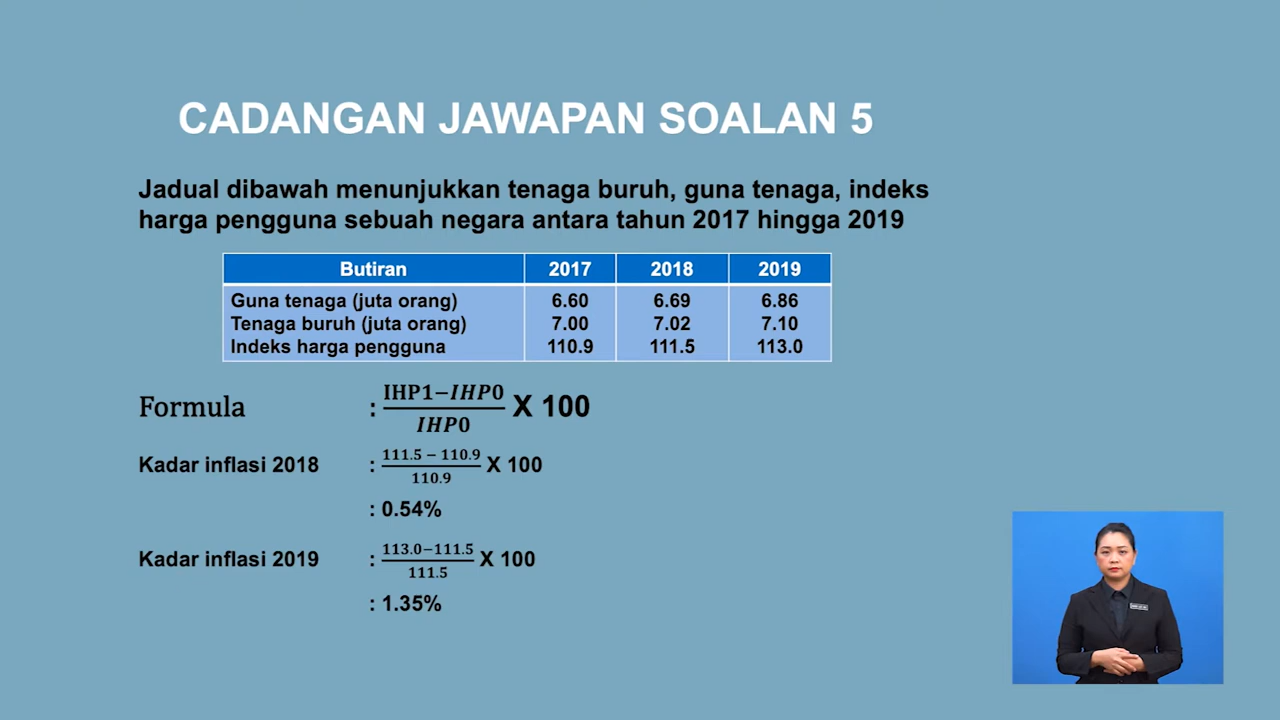 CADANGAN JAWAPAN SOALAN 5
Jadual dibawah menunjukkan tenaga buruh, guna tenaga, indeks
harga pengguna sebuah negara antara tahun 2017 hingga 2019
Butiran 2017 2018 2019
Guna tenaga (juta orang) 6.60 6.69 6.86
Tenaga buruh (juta orang) 7.00 7.02 7.10
Indeks harga pengguna 110.9 111.5 113.0
Formula : IHP1−IHP0 / IHP0 X 100
Kadar inflasi 2018 : 111.5 − 110.9 / 110.9 X 100
: 0.54%
Kadar inflasi 2019 : 113.0−111.5 / 111.5 X 100
: 1.35%